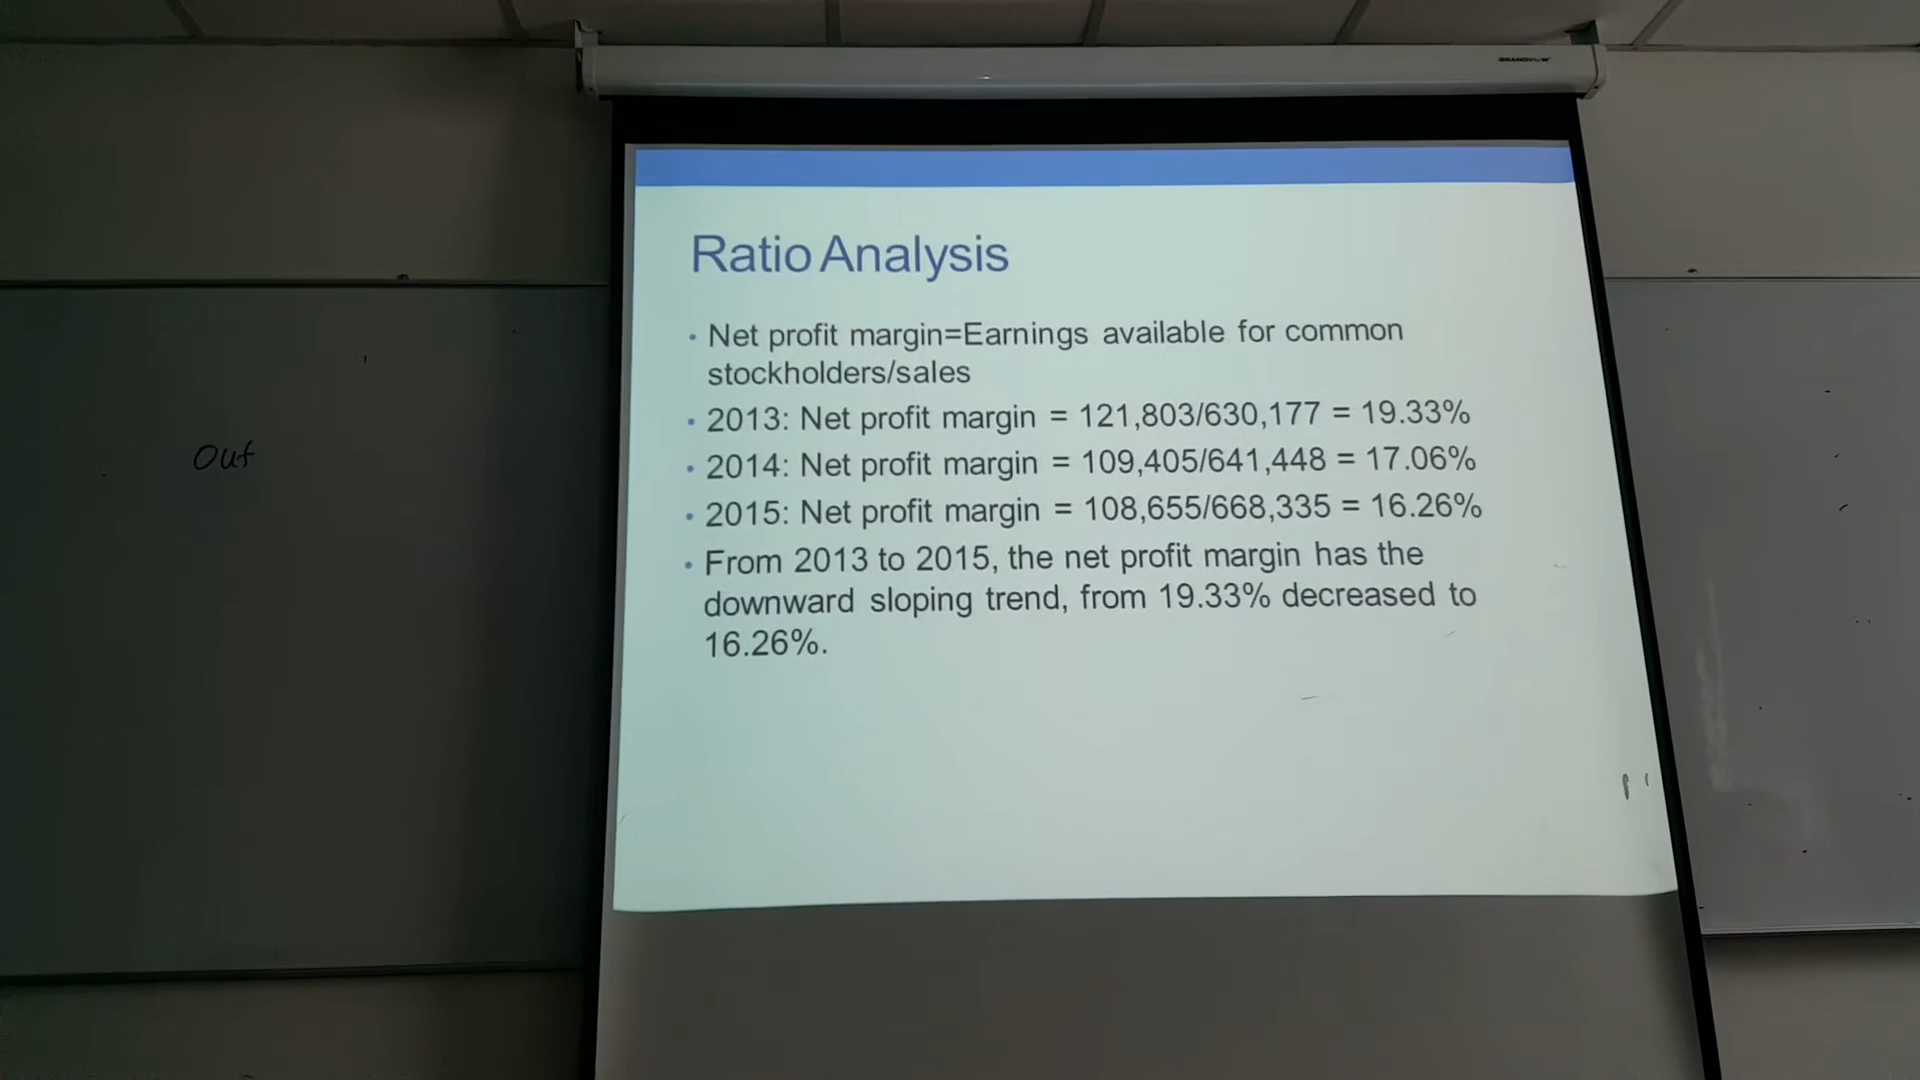 Ratio Analysis
• Net profit margin=Earnings available for common
stockholders/sales
• 2013: Net profit margin = 121,803/630,177 = 19.33%
• 2014: Net profit margin = 109,405/641,448 = 17.06%
• 2015: Net profit margin = 108,655/668,335 = 16.26%
• From 2013 to 2015, the net profit margin has the
downward sloping trend, from 19.33% decreased to
16.26%.
Out